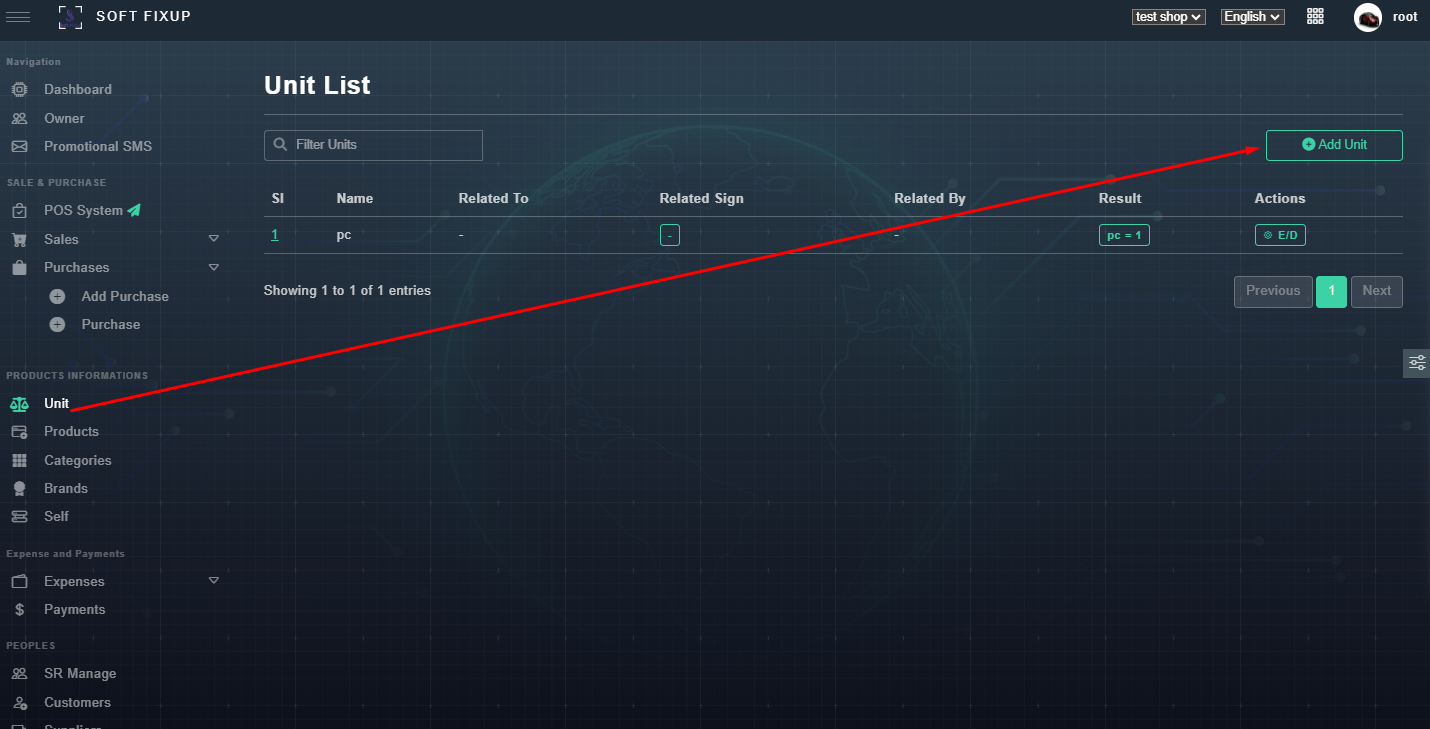 SOFT FIXUP
test shop
English
root
Navigation
Dashboard
Owner
Promotional SMS
SALE & PURCHASE
POS System
Sales
Purchases
Add Purchase
Purchase
PRODUCTS INFORMATIONS
Unit
Products
Categories
Brands
Self
Expense and Payments
Expenses
Payments
PEOPLES
SR Manage
Customers
Suppliers
Unit List
Filter Units
Add Unit
Sl Name Related To Related Sign Related By Result Actions
1 pc - - - pc = 1 E/D
Showing 1 to 1 of 1 entries
Previous 1 Next